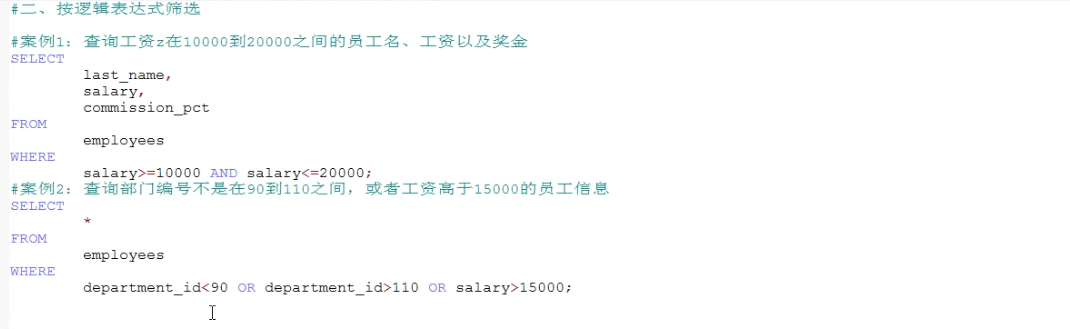 #二、按逻辑表达式筛选
#案例1：查询工资z在10000到20000之间的员工名、工资以及奖金
SELECT
last_name,
salary,
commission_pct
FROM
employees
WHERE
salary>=10000 AND salary<=20000;
#案例2：查询部门编号不是在90到110之间，或者工资高于15000的员工信息
SELECT
*
FROM
employees
WHERE
department_id<90 OR department_id>110 OR salary>15000;